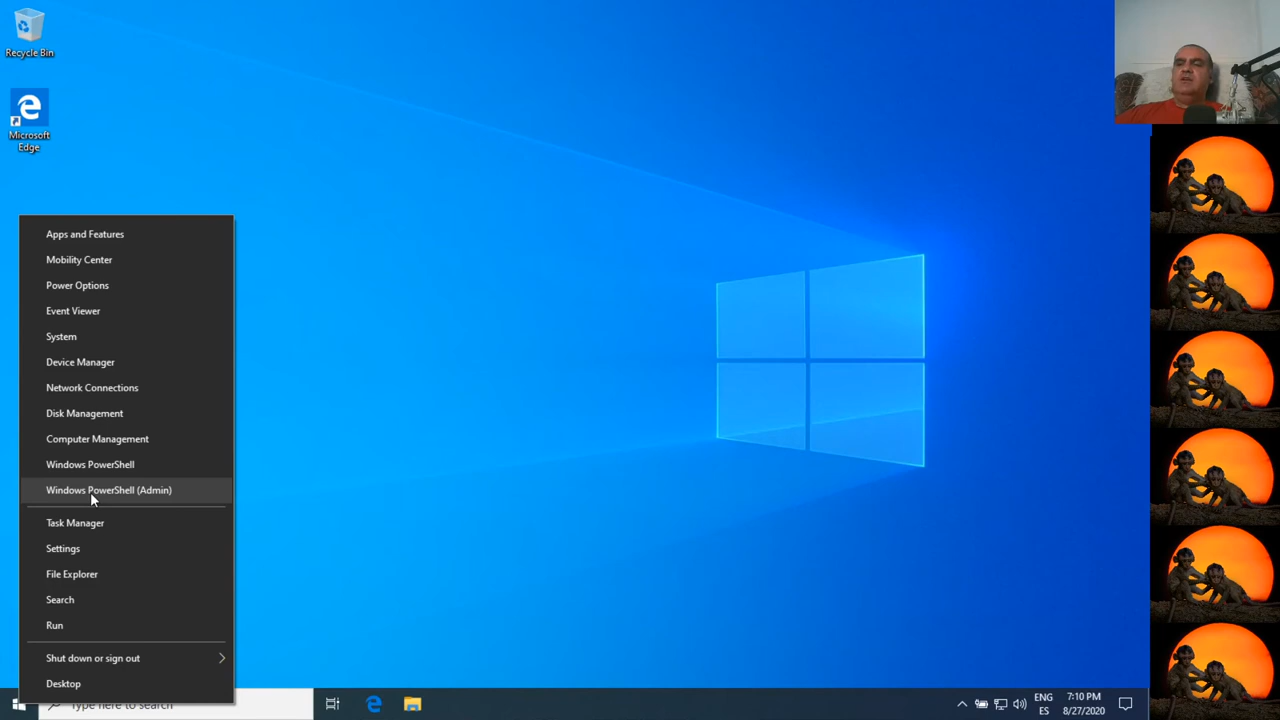 Recycle Bin
Microsoft
Edge
Apps and Features
Mobility Center
Power Options
Event Viewer
System
Device Manager
Network Connections
Disk Management
Computer Management
Windows PowerShell
Windows PowerShell (Admin)
Task Manager
Settings
File Explorer
Search
Run
Shut down or sign out
Desktop
Type here to search
ENG
ES
7:10 PM
8/27/2020